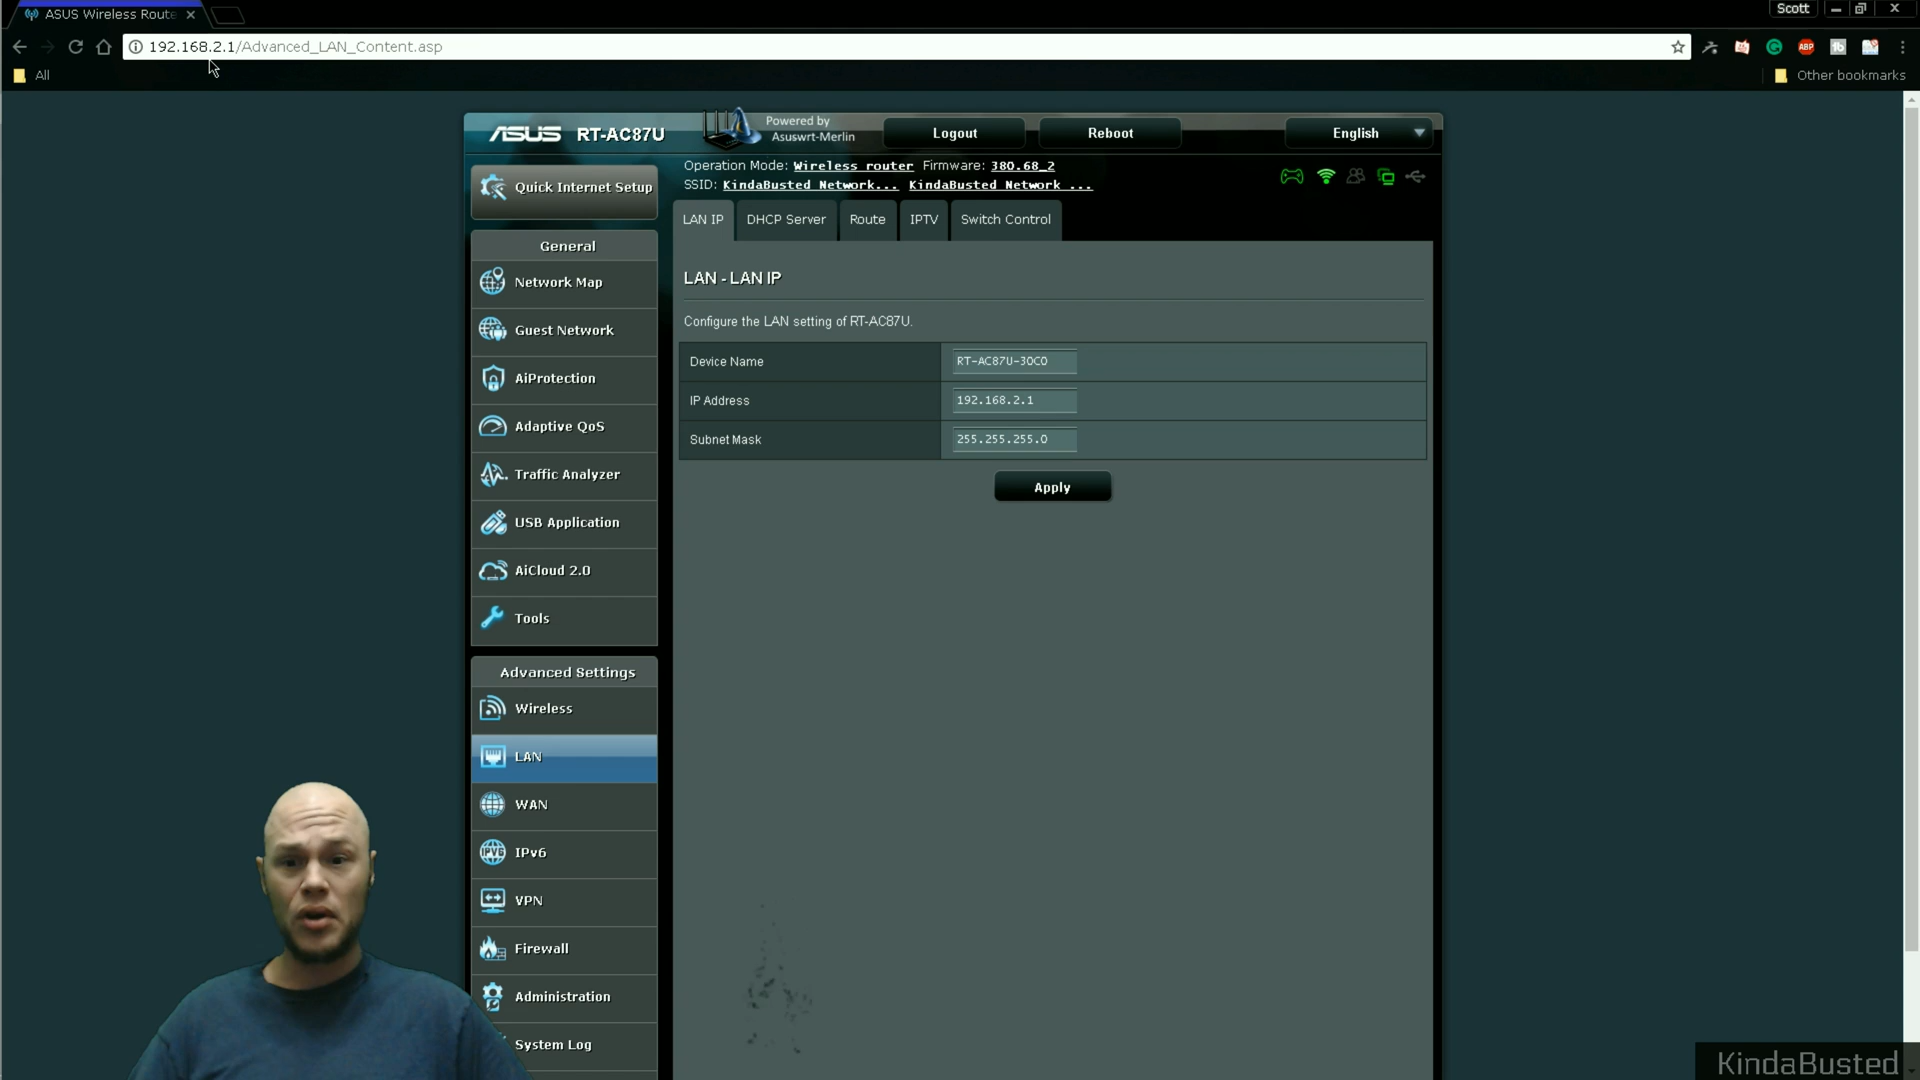 ASUS Wireless Route
Scott
192.168.2.1/Advanced_LAN_Content.asp
ABP
All
Other bookmarks
ASUS RT-AC87U
Powered by
Asuswrt-Merlin
Logout
Reboot
English
Quick Internet Setup
Operation Mode: Wireless router Firmware: 380.68_2
SSID: KindaBusted Network... KindaBusted Network ...
LAN IP
DHCP Server
Route
IPTV
Switch Control
General
Network Map
Guest Network
AiProtection
Adaptive QoS
Traffic Analyzer
USB Application
AiCloud 2.0
Tools
Advanced Settings
Wireless
LAN
WAN
IPv6
VPN
Firewall
Administration
System Log
LAN - LAN IP
Configure the LAN setting of RT-AC87U.
Device Name
RT-AC87U-30C0
IP Address
192.168.2.1
Subnet Mask
255.255.255.0
Apply
KindaBusted